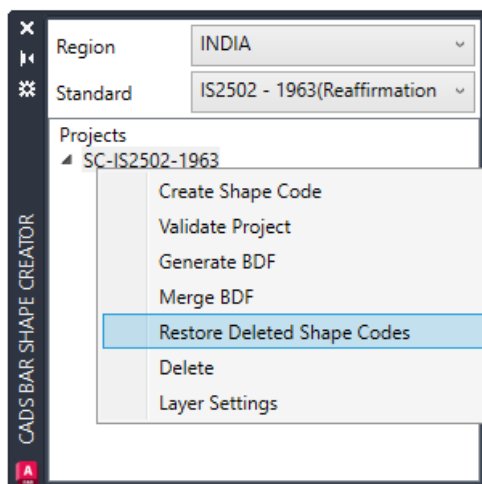 Region INDIA
Standard IS2502 - 1963(Reaffirmation
Projects
SC-IS2502-1963
Create Shape Code
Validate Project
Generate BDF
Merge BDF
Restore Deleted Shape Codes
Delete
Layer Settings
CADS BAR SHAPE CREATOR
A